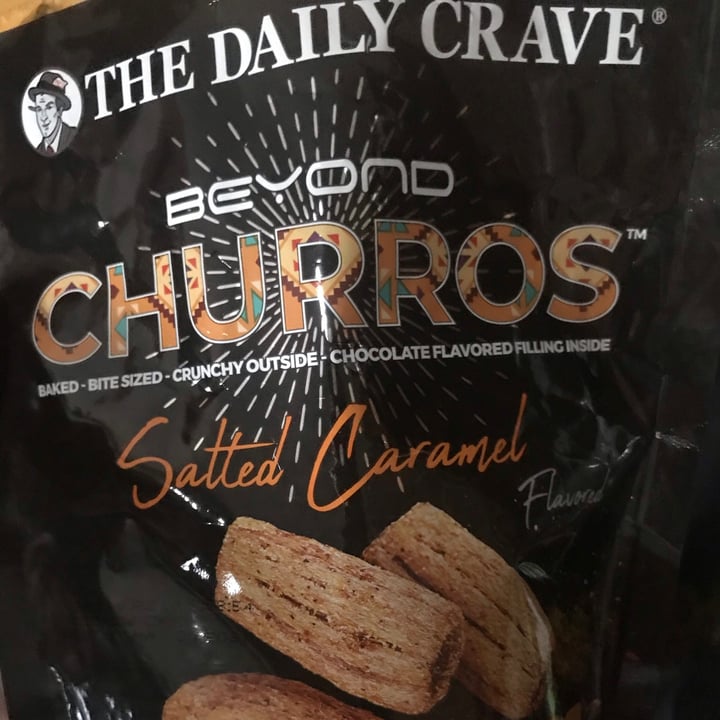 THE DAILY CRAVE®
BEYOND
CHURROS™
BAKED - BITE SIZED - CRUNCHY OUTSIDE - CHOCOLATE FLAVORED FILLING INSIDE
Salted Caramel
Flavored